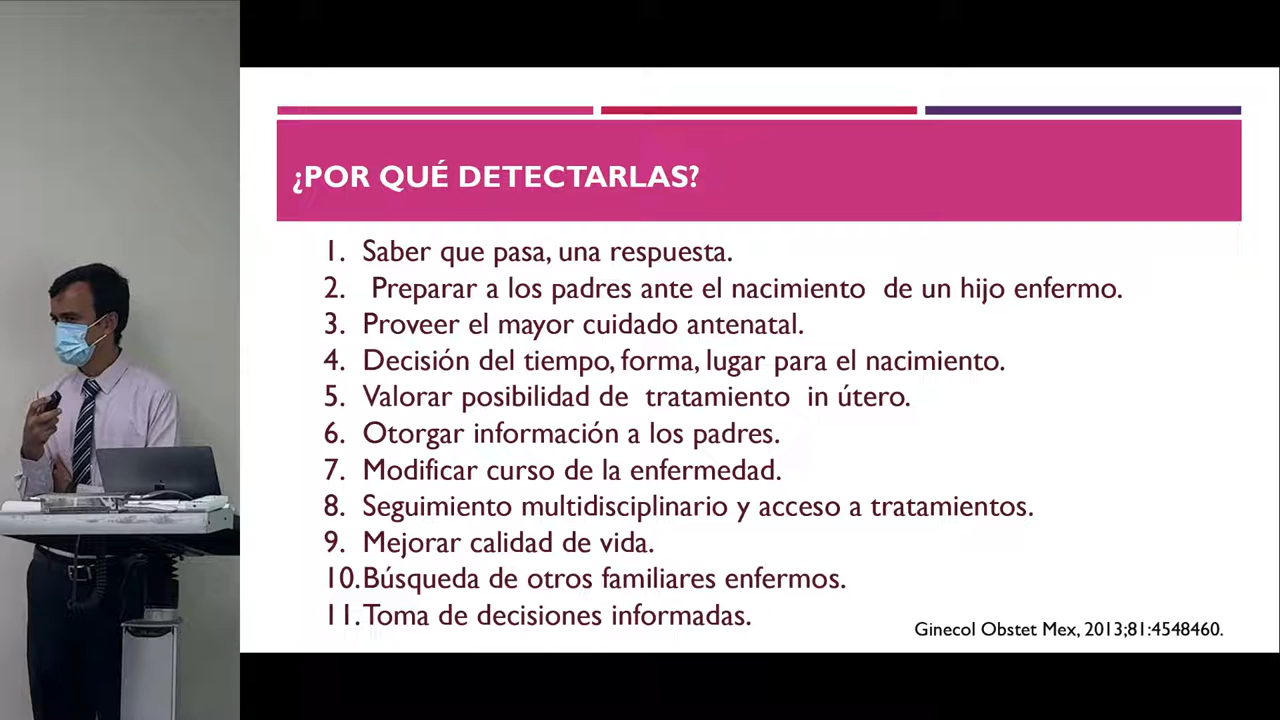 ¿POR QUÉ DETECTARLAS?
1. Saber que pasa, una respuesta.
2. Preparar a los padres ante el nacimiento de un hijo enfermo.
3. Proveer el mayor cuidado antenatal.
4. Decisión del tiempo, forma, lugar para el nacimiento.
5. Valorar posibilidad de tratamiento in útero.
6. Otorgar información a los padres.
7. Modificar curso de la enfermedad.
8. Seguimiento multidisciplinario y acceso a tratamientos.
9. Mejorar calidad de vida.
10. Búsqueda de otros familiares enfermos.
11. Toma de decisiones informadas.
Ginecol Obstet Mex, 2013;81:4548460.